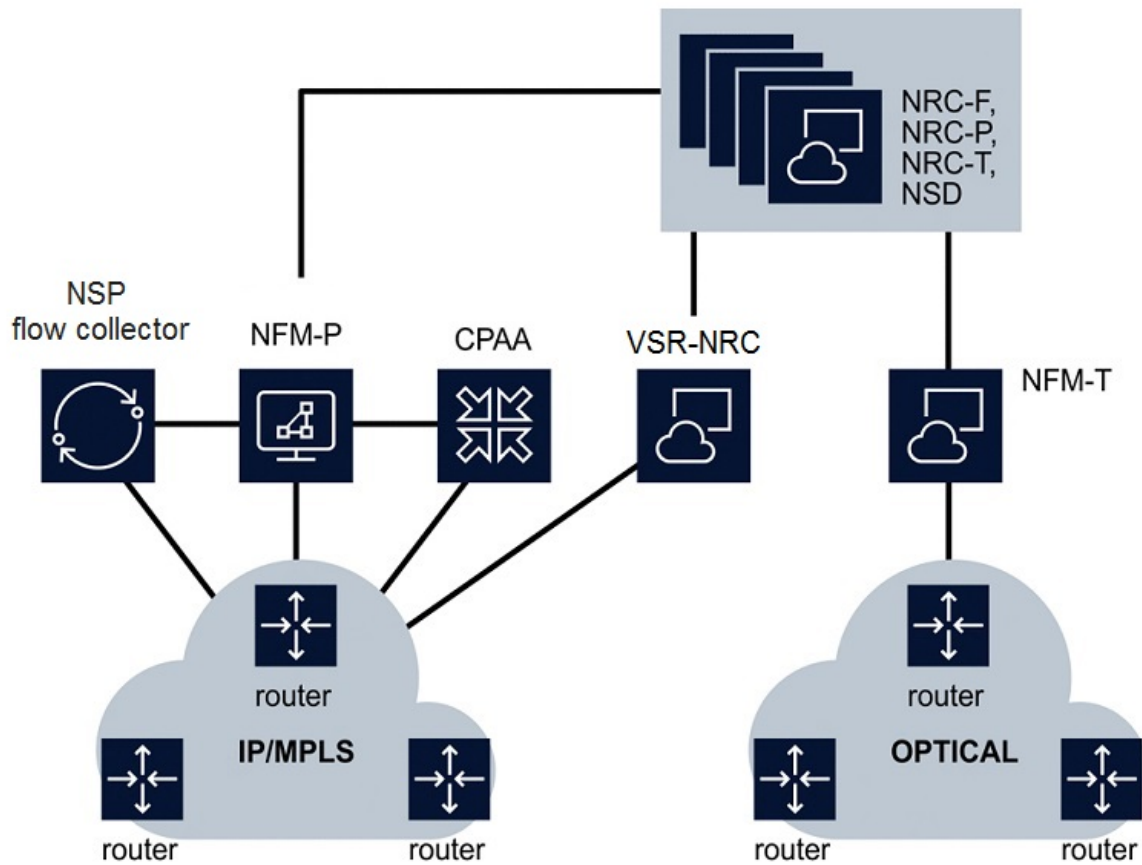 NRC-F,
NRC-P,
NRC-T,
NSD
NSP
flow collector
NFM-P
CPAA
VSR-NRC
NFM-T
router
IP/MPLS
router
router
router
OPTICAL
router
router